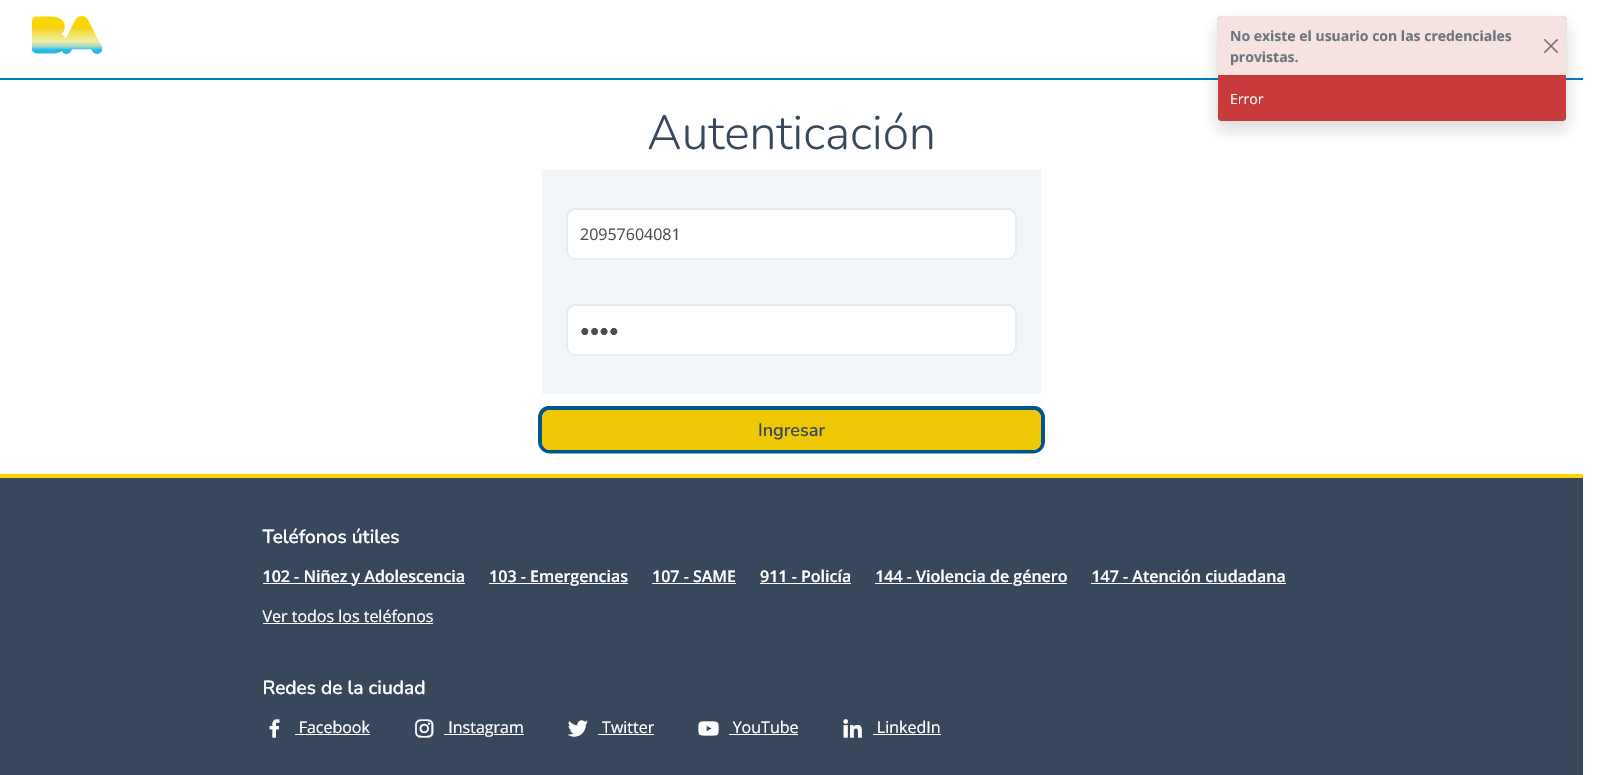 BA
No existe el usuario con las credenciales
provistas.
Error
Autenticación
20957604081
••••
Ingresar
Teléfonos útiles
102 - Niñez y Adolescencia 103 - Emergencias 107 - SAME 911 - Policía 144 - Violencia de género 147 - Atención ciudadana
Ver todos los teléfonos
Redes de la ciudad
Facebook Instagram Twitter YouTube LinkedIn